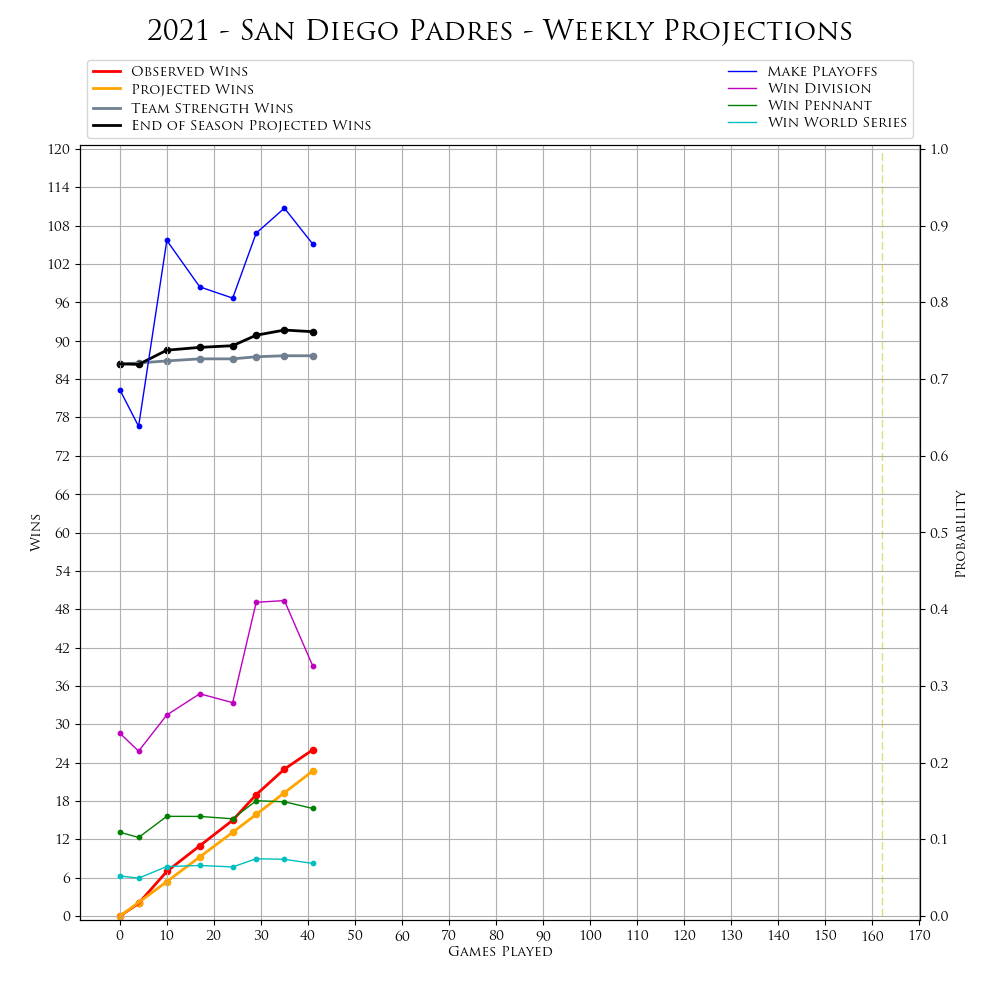 2021 - San Diego Padres - Weekly Projections
Observed Wins
Projected Wins
Team Strength Wins
End of Season Projected Wins
Make Playoffs
Win Division
Win Pennant
Win World Series
120
114
108
102
96
90
84
78
72
66
60
54
48
42
36
30
24
18
12
6
0
Wins
1.0
0.9
0.8
0.7
0.6
0.5
0.4
0.3
0.2
0.1
0.0
Probability
0 10 20 30 40 50 60 70 80 90 100 110 120 130 140 150 160 170
Games Played